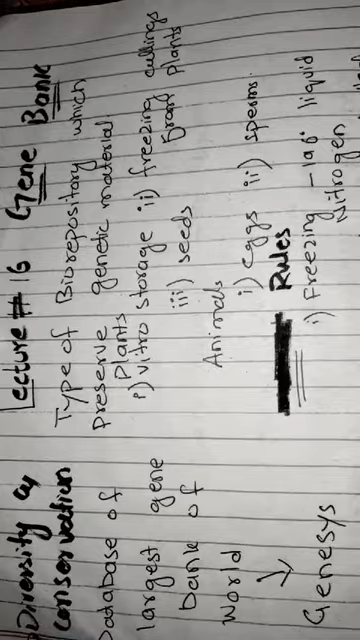 Diversity &
conservation
Database of
largest gene
bank of
world
↓
Genesys
Lecture # 16 Gene Bank
Type of Biorepository which
preserve genetic material
Plants
i) vitro storage ii) freezing cuttings
from plants
iii) seeds
Animals
i) eggs ii) sperms.
Rules
i) Freezing -196° liquid
Nitrogen